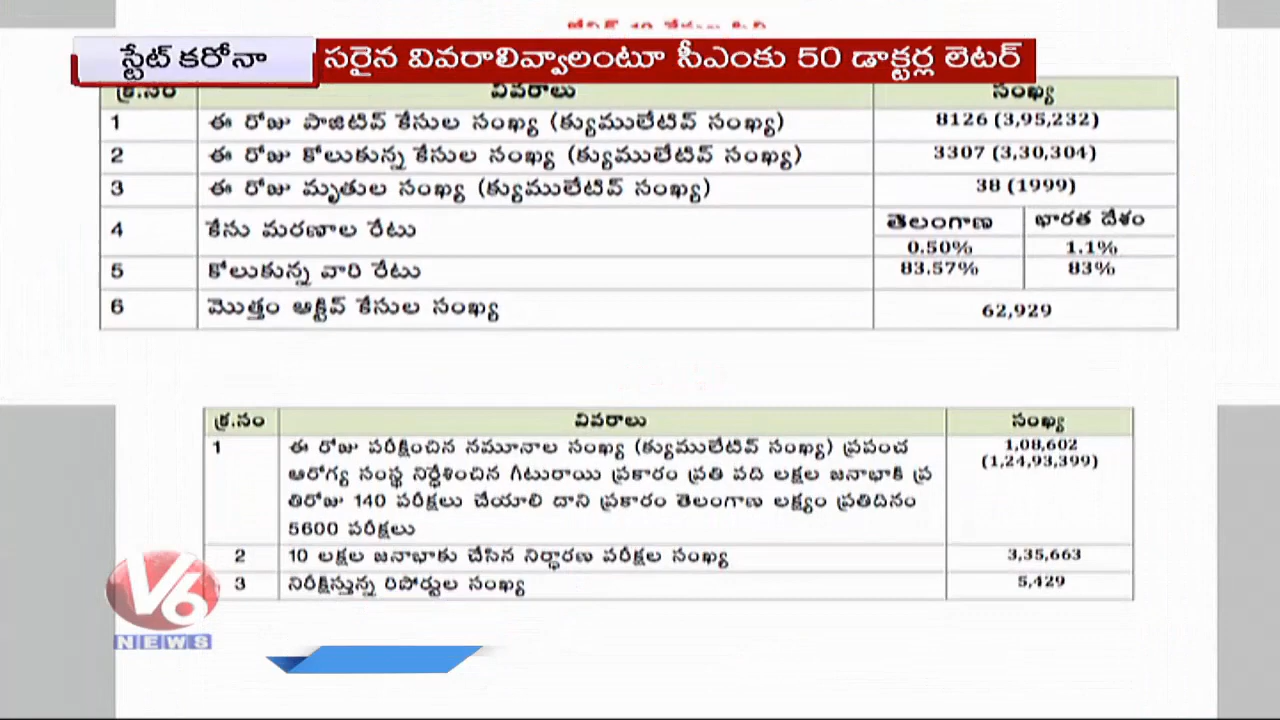 స్టేట్ కరోనా
సరైన వివరాలివ్వాలంటూ సీఎంకు 50 డాక్టర్ల లెటర్
క్ర.సం వివరాలు సంఖ్య
1 ఈ రోజు పాజిటివ్ కేసుల సంఖ్య (క్యుములేటివ్ సంఖ్య) 8126 (3,95,232)
2 ఈ రోజు కోలుకున్న కేసుల సంఖ్య (క్యుములేటివ్ సంఖ్య) 3307 (3,30,304)
3 ఈ రోజు మృతుల సంఖ్య (క్యుములేటివ్ సంఖ్య) 38 (1999)
4 కేసు మరణాల రేటు తెలంగాణ భారత దేశం
0.50% 1.1%
5 కోలుకున్న వారి రేటు 83.57% 83%
6 మొత్తం ఆక్టివ్ కేసుల సంఖ్య 62,929
క్ర.సం వివరాలు సంఖ్య
1 ఈ రోజు పరీక్షించిన నమూనాల సంఖ్య (క్యుములేటివ్ సంఖ్య) ప్రపంచ 1,08,602
ఆరోగ్య సంస్థ నిర్ధేశించిన గీటురాయి ప్రకారం ప్రతి పది లక్షల జనాభాకి ప్ర (1,24,93,399)
తిరోజు 140 పరీక్షలు చేయాలి దాని ప్రకారం తెలంగాణ లక్ష్యం ప్రతిదినం
5600 పరీక్షలు
2 10 లక్షల జనాభాకు చేసిన నిర్ధారణ పరీక్షల సంఖ్య 3,35,663
3 నిరీక్షిస్తున్న రిపోర్టుల సంఖ్య 5,429
V6
NEWS